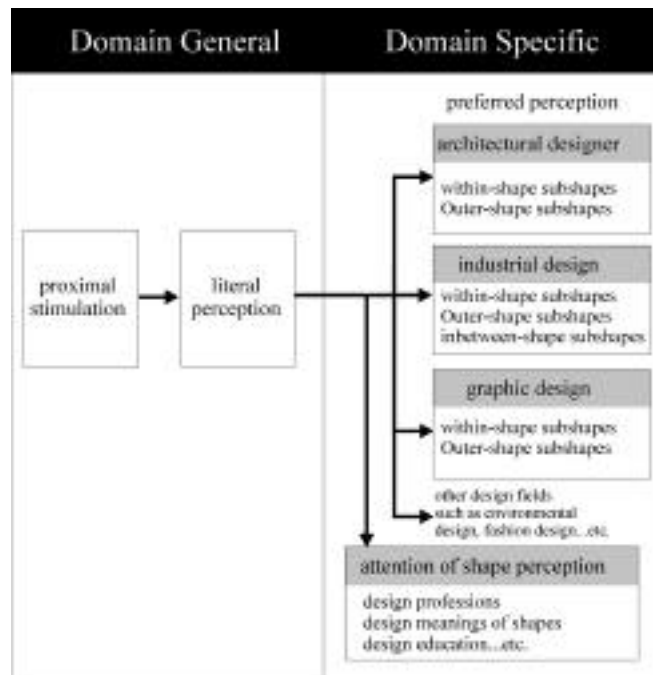 Domain General
Domain Specific
preferred perception
architectural designer
within-shape subshapes
Outer-shape subshapes
proximal
stimulation
literal
perception
industrial design
within-shape subshapes
Outer-shape subshapes
inbetween-shape subshapes
graphic design
within-shape subshapes
Outer-shape subshapes
other design fields
such as environmental
design, fashion design...etc.
attention of shape perception
design professions
design meanings of shapes
design education...etc.